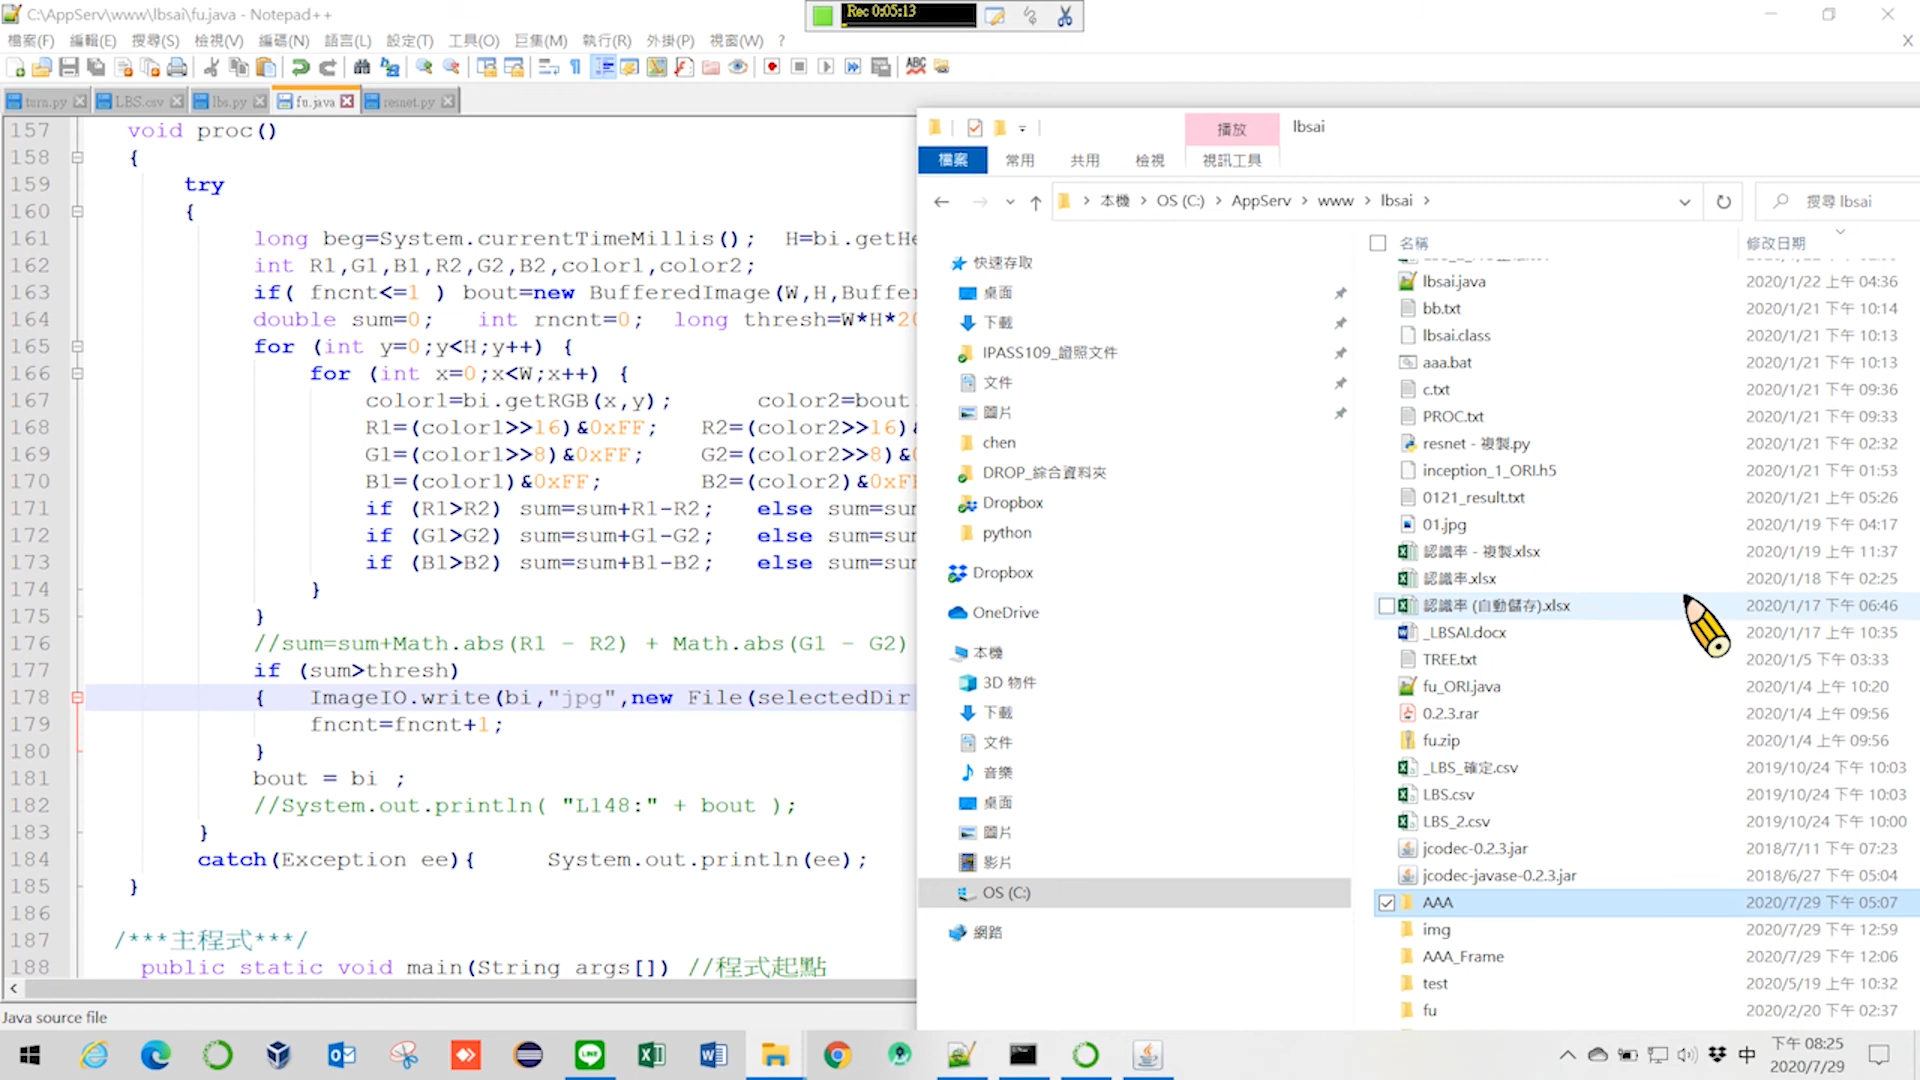 C:\AppServ\www\lbsai\fu.java - Notepad++
Rec 0:05:13
檔案(F) 編輯(E) 搜尋(S) 檢視(V) 編碼(N) 語言(L) 設定(T) 工具(O) 巨集(M) 執行(R) 外掛(P) 視窗(W) ?
turn.py LBS.csv lbs.py fu.java resnet.py
157 void proc()
158 {
159 try
160 {
161 long beg=System.currentTimeMillis(); H=bi.getHe
162 int R1,G1,B1,R2,G2,B2,color1,color2;
163 if( fncnt<=1 ) bout=new BufferedImage(W,H,Buffer
164 double sum=0; int rncnt=0; long thresh=W*H*20
165 for (int y=0;y<H;y++) {
166 for (int x=0;x<W;x++) {
167 color1=bi.getRGB(x,y); color2=bout.
168 R1=(color1>>16)&0xFF; R2=(color2>>16)&
169 G1=(color1>>8)&0xFF; G2=(color2>>8)&0
170 B1=(color1)&0xFF; B2=(color2)&0xF
171 if (R1>R2) sum=sum+R1-R2; else sum=sum
172 if (G1>G2) sum=sum+G1-G2; else sum=sum
173 if (B1>B2) sum=sum+B1-B2; else sum=sum
174 }
175 }
176 //sum=sum+Math.abs(R1 - R2) + Math.abs(G1 - G2)
177 if (sum>thresh)
178 { ImageIO.write(bi,"jpg",new File(selectedDir
179 fncnt=fncnt+1;
180 }
181 bout = bi ;
182 //System.out.println( "L148:" + bout );
183 }
184 catch(Exception ee){ System.out.println(ee);
185 }
186
187 /***主程式***/
188 public static void main(String args[]) //程式起點
Java source file
播放 lbsai
檔案 常用 共用 檢視 視訊工具
本機 OS (C:) AppServ www lbsai
搜尋 lbsai
快速存取
桌面
下載
IPASS109_證照文件
文件
圖片
chen
DROP_綜合資料夾
Dropbox
python
Dropbox
OneDrive
本機
3D 物件
下載
文件
音樂
桌面
圖片
影片
OS (C:)
網路
名稱 修改日期
lbsai.java 2020/1/22 上午 04:36
bb.txt 2020/1/21 下午 10:14
lbsai.class 2020/1/21 下午 10:13
aaa.bat 2020/1/21 下午 10:13
c.txt 2020/1/21 下午 09:36
PROC.txt 2020/1/21 下午 09:33
resnet - 複製.py 2020/1/21 下午 02:32
inception_1_ORI.h5 2020/1/21 上午 01:53
0121_result.txt 2020/1/21 上午 05:26
01.jpg 2020/1/19 下午 04:17
認識率 - 複製.xlsx 2020/1/19 上午 11:37
認識率.xlsx 2020/1/18 下午 02:25
認識率 (自動儲存).xlsx 2020/1/17 下午 06:46
_LBSAI.docx 2020/1/17 上午 10:35
TREE.txt 2020/1/5 下午 03:33
fu_ORI.java 2020/1/4 上午 10:20
0.2.3.rar 2020/1/4 上午 09:56
fu.zip 2020/1/4 上午 09:56
_LBS_確定.csv 2019/10/24 下午 10:03
LBS.csv 2019/10/24 下午 10:03
LBS_2.csv 2019/10/24 下午 10:00
jcodec-0.2.3.jar 2018/7/11 下午 07:23
jcodec-javase-0.2.3.jar 2018/6/27 下午 05:04
AAA 2020/7/29 下午 05:07
img 2020/7/29 下午 12:59
AAA_Frame 2020/7/29 下午 12:06
test 2020/5/19 上午 10:32
fu 2020/2/20 下午 02:37
中
下午 08:25
2020/7/29